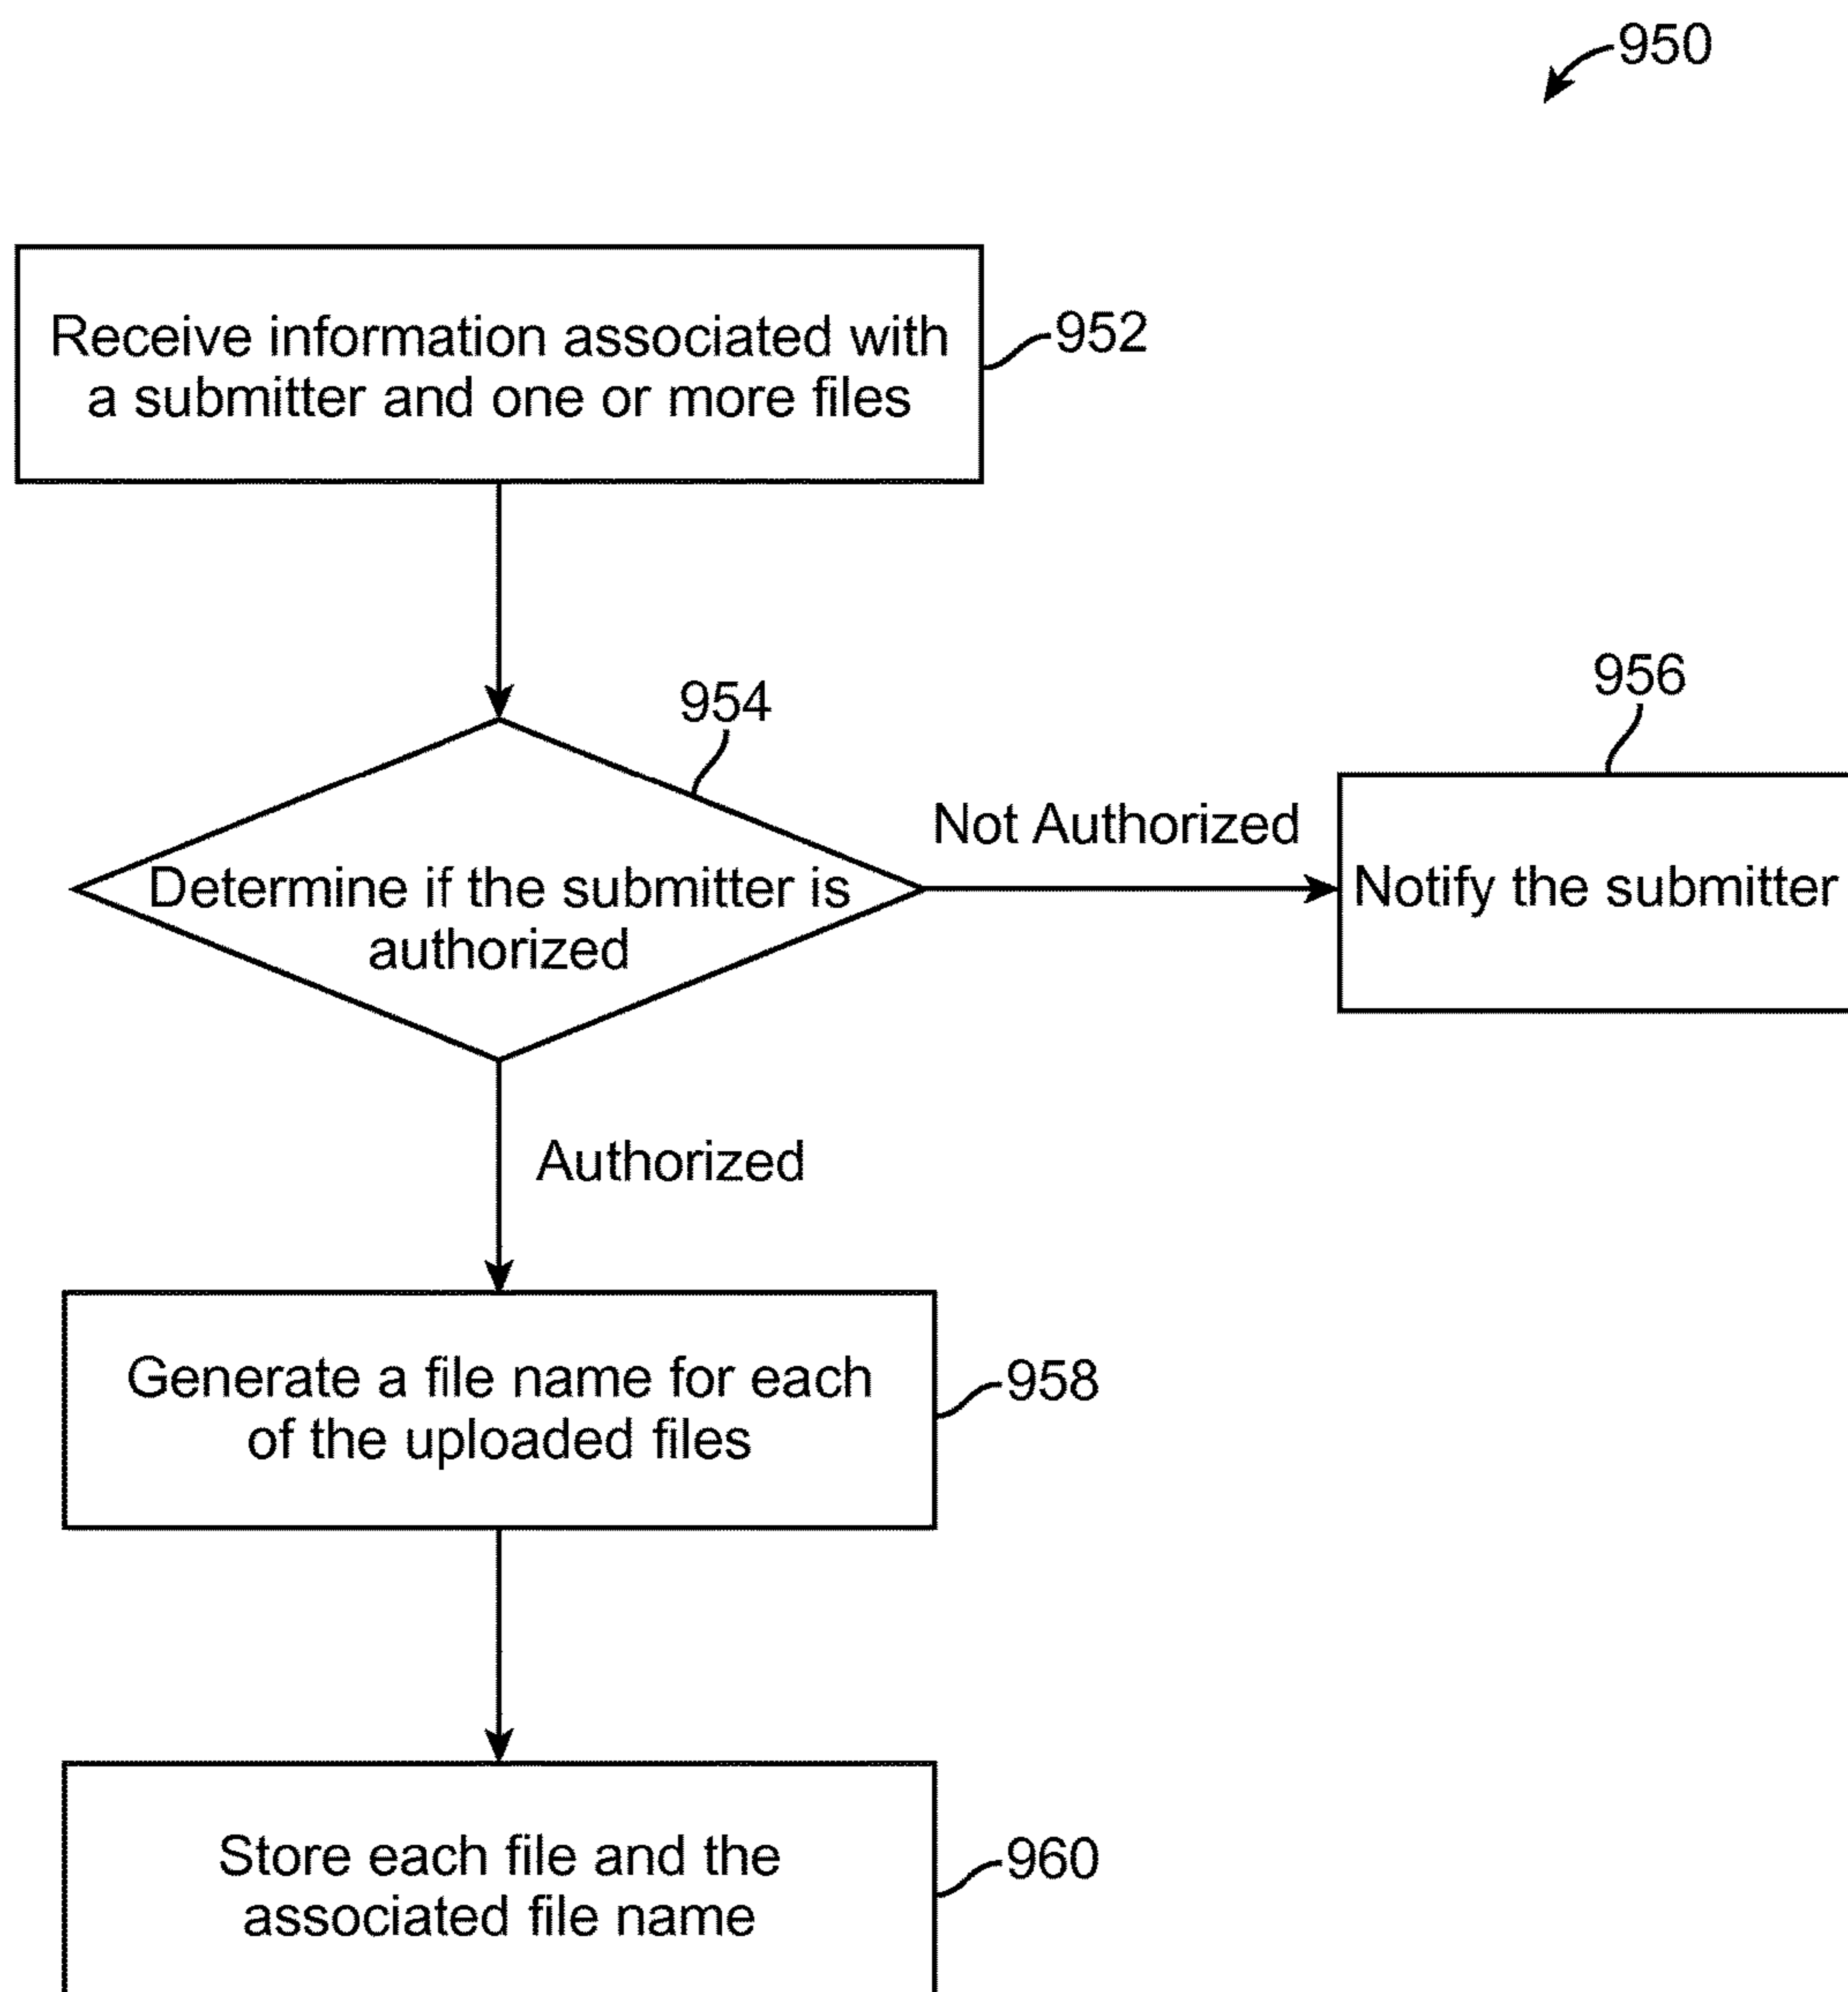 950
Receive information associated with
a submitter and one or more files
952
954
956
Not Authorized
Determine if the submitter is
authorized
Notify the submitter
Authorized
Generate a file name for each
of the uploaded files
958
Store each file and the
associated file name
960